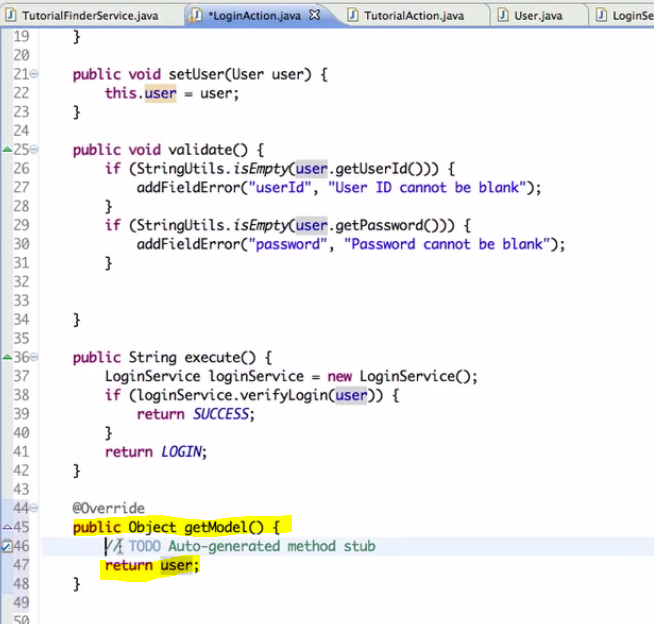 TutorialFinderService.java *LoginAction.java TutorialAction.java User.java LoginSe
19 }
20
21 public void setUser(User user) {
22 this.user = user;
23 }
24
25 public void validate() {
26 if (StringUtils.isEmpty(user.getUserId())) {
27 addFieldError("userId", "User ID cannot be blank");
28 }
29 if (StringUtils.isEmpty(user.getPassword())) {
30 addFieldError("password", "Password cannot be blank");
31 }
32
33
34 }
35
36 public String execute() {
37 LoginService loginService = new LoginService();
38 if (loginService.verifyLogin(user)) {
39 return SUCCESS;
40 }
41 return LOGIN;
42 }
43
44 @Override
45 public Object getModel() {
46 // TODO Auto-generated method stub
47 return user;
48 }
49
50